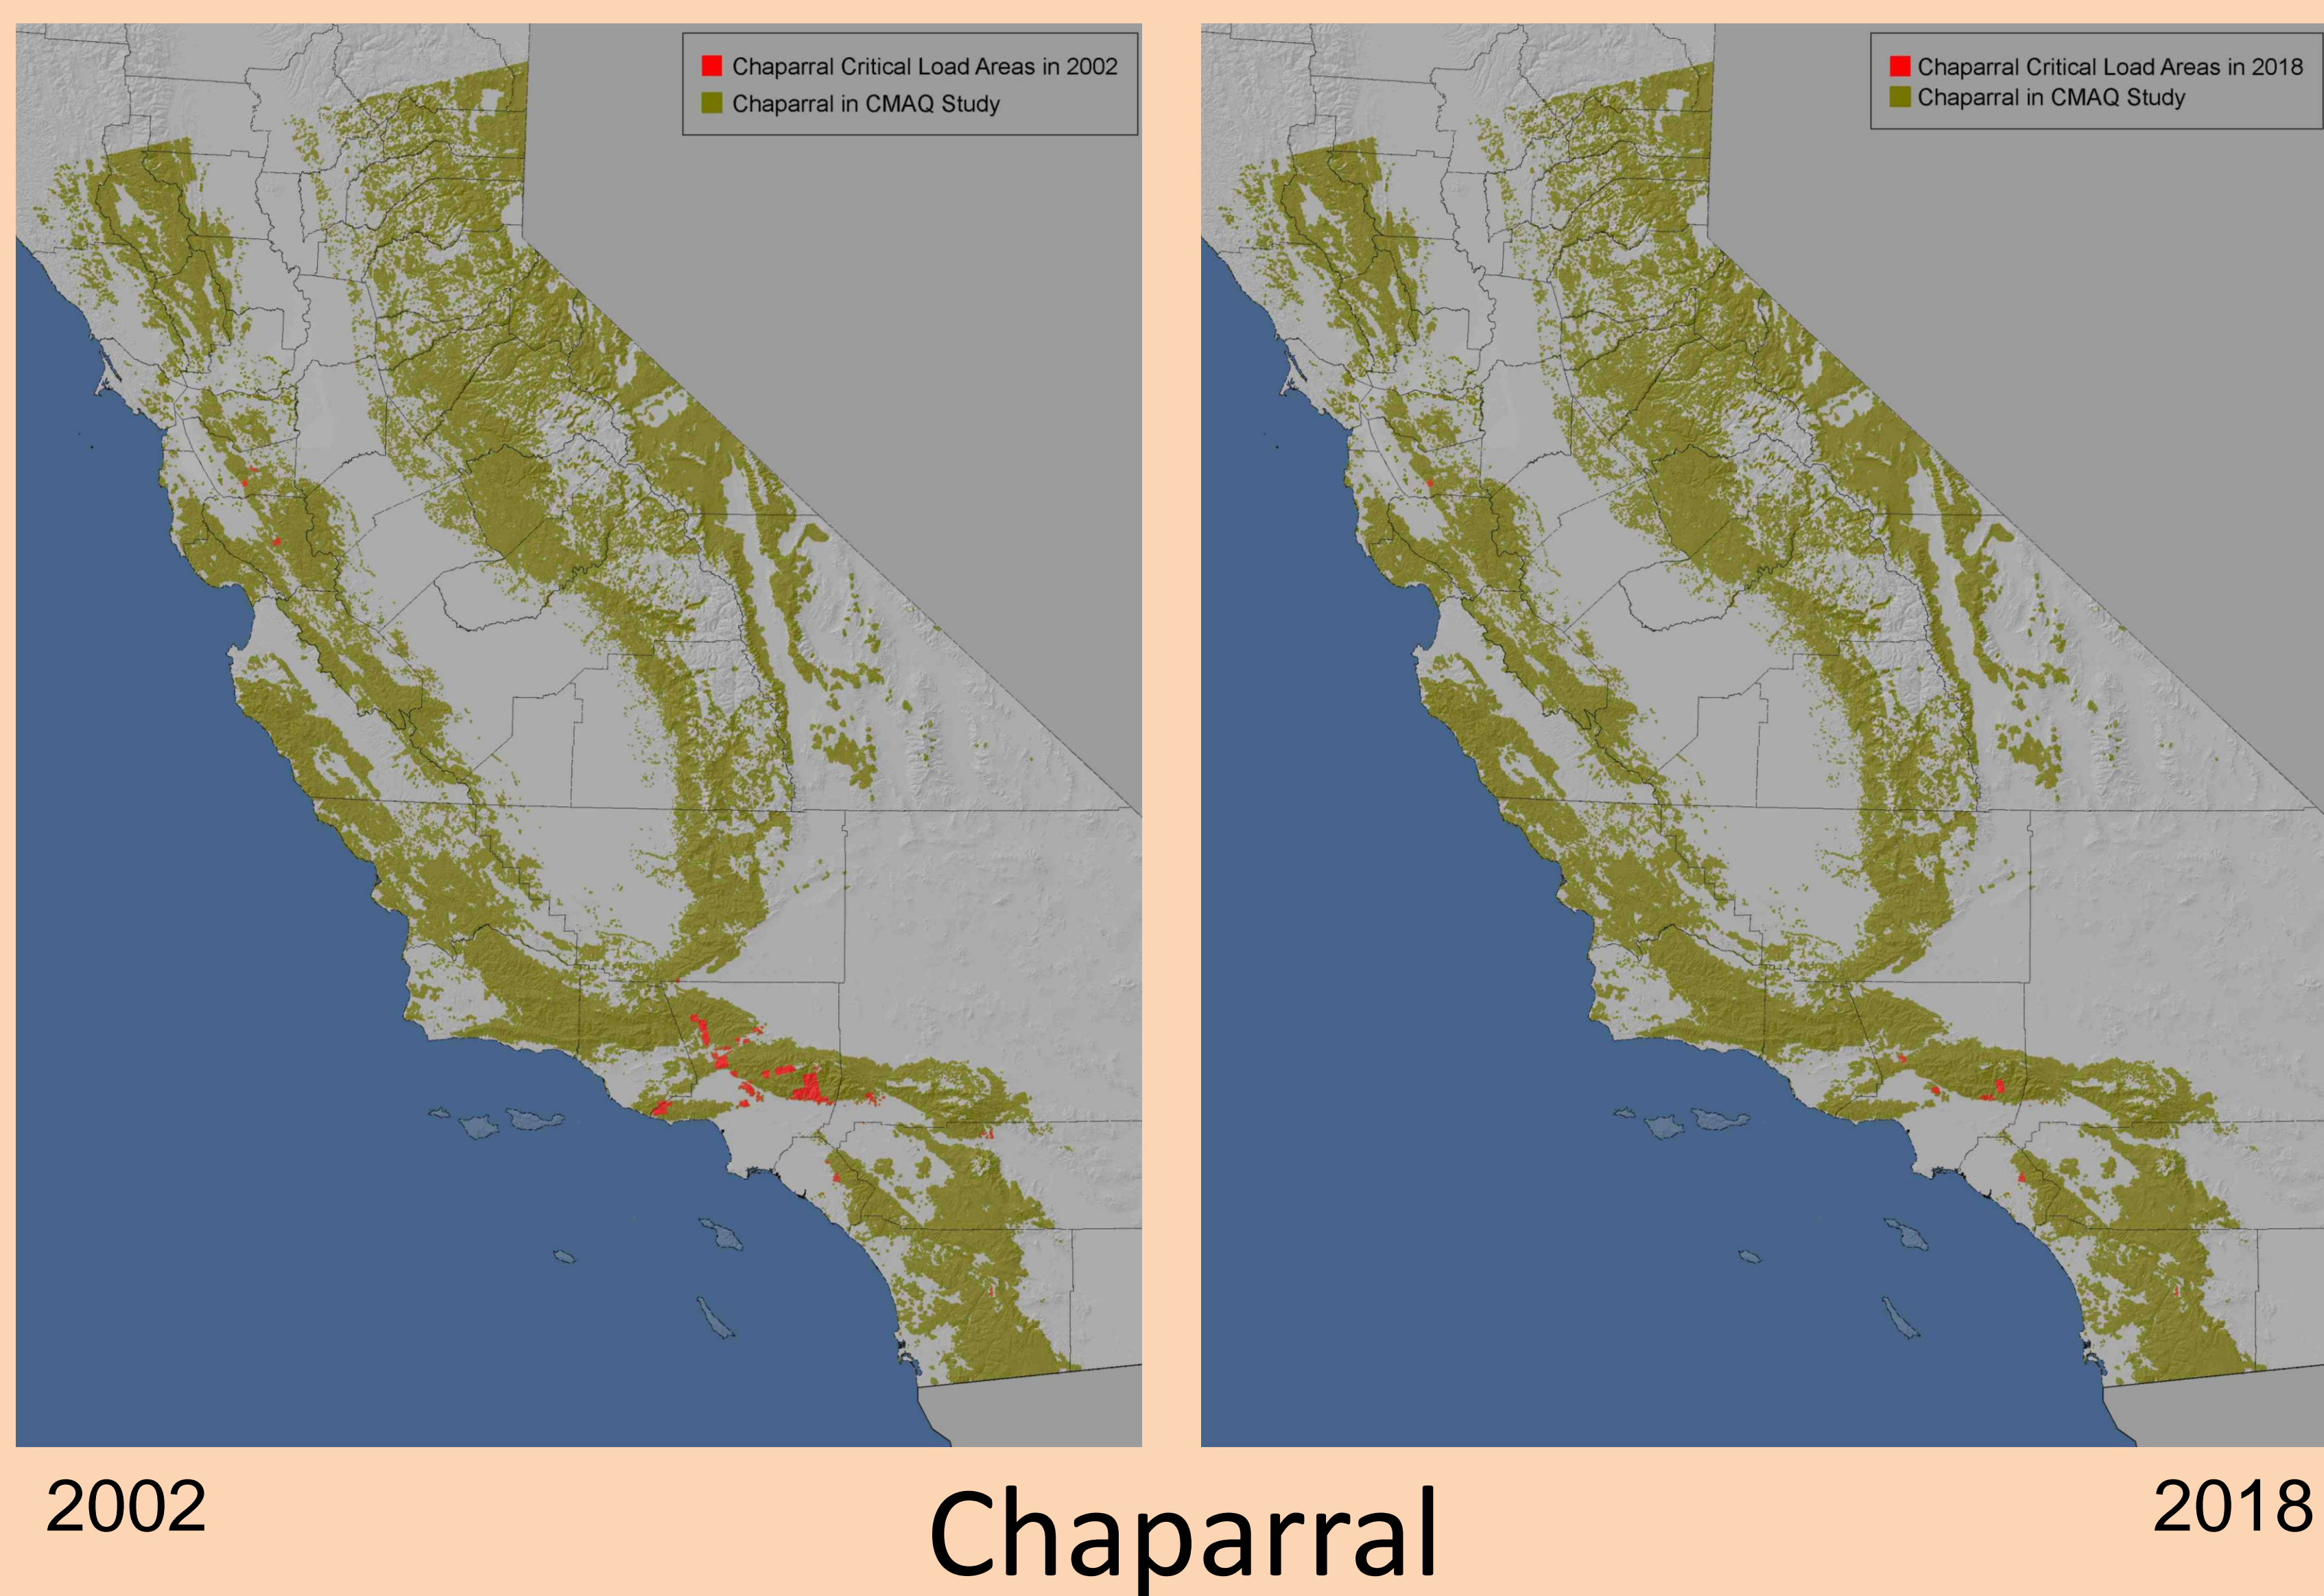 Chaparral Critical Load Areas in 2002
Chaparral in CMAQ Study
Chaparral Critical Load Areas in 2018
Chaparral in CMAQ Study
2002
Chaparral
2018